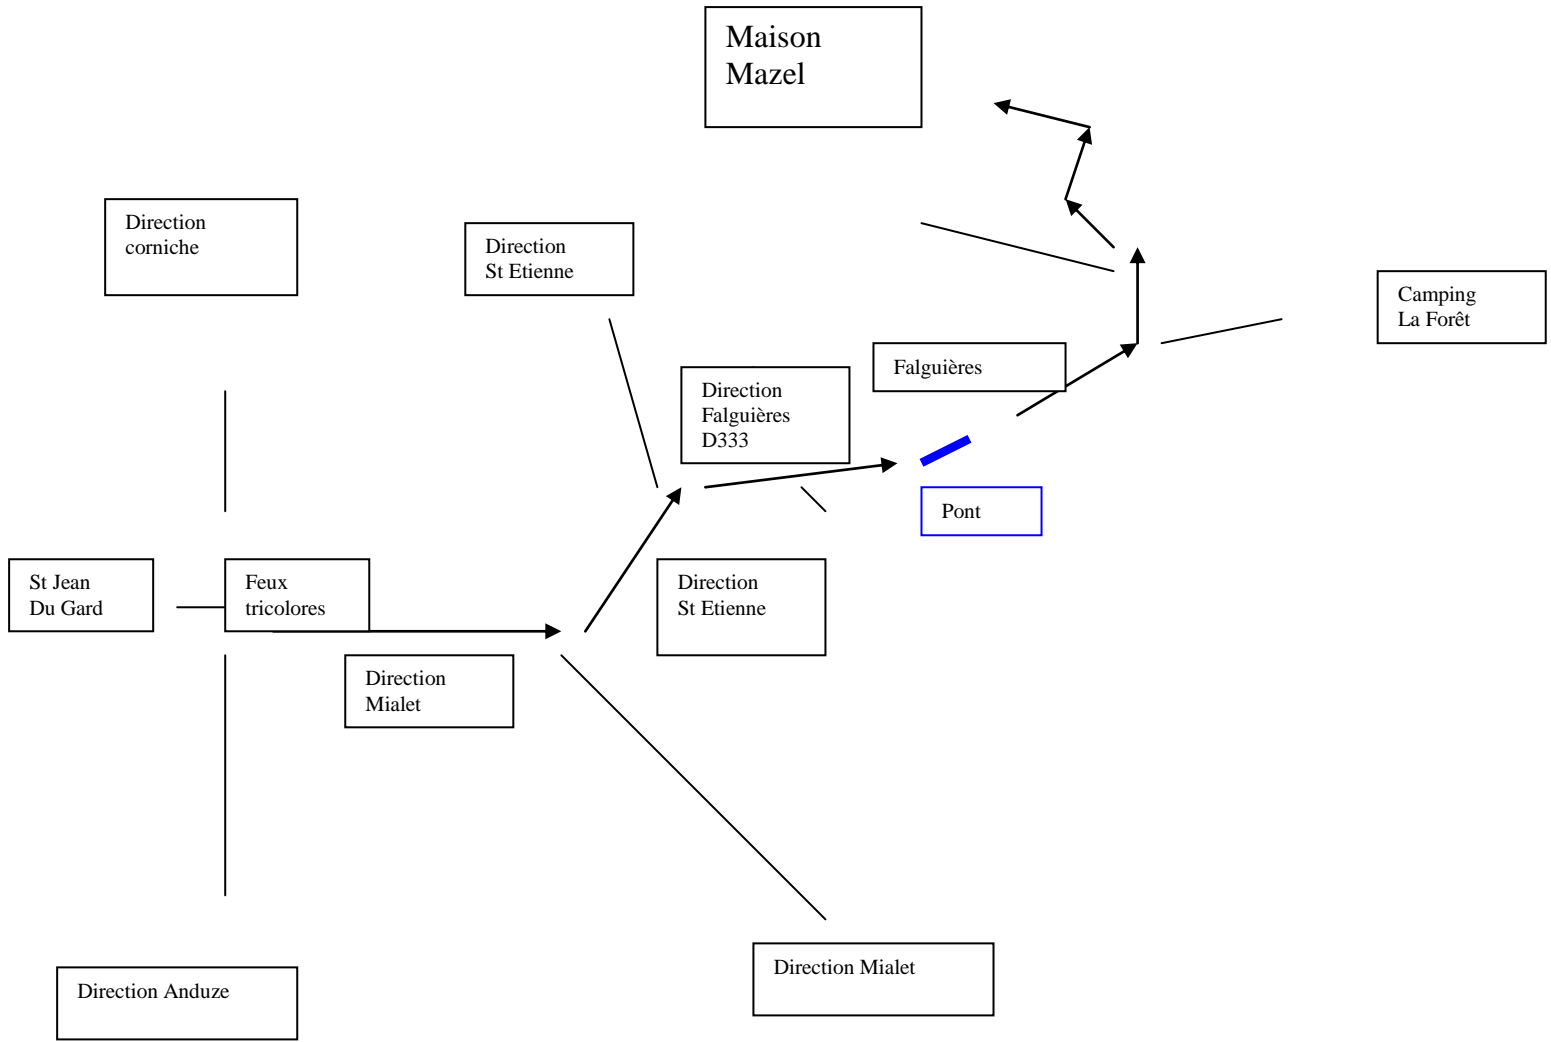 Maison
Mazel
Direction
corniche
Direction
St Etienne
Camping
La Forêt
Falguières
Direction
Falguières
D333
Pont
St Jean
Du Gard
Feux
tricolores
Direction
St Etienne
Direction
Mialet
Direction Mialet
Direction Anduze